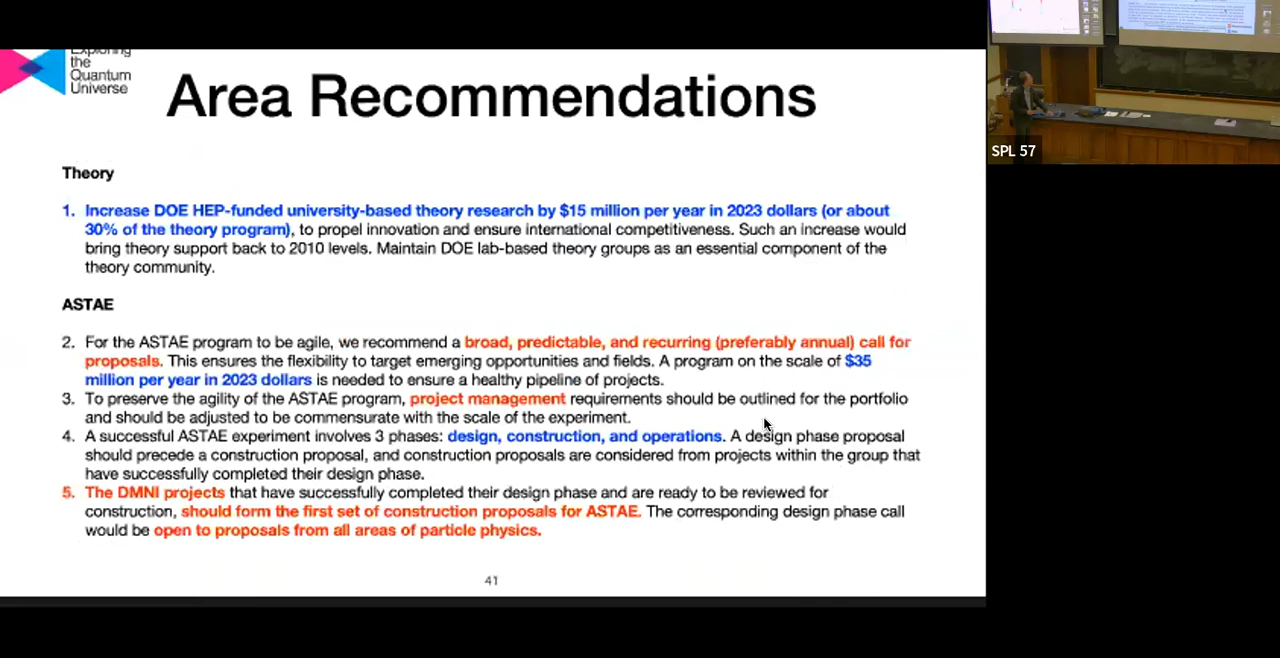 Exploring
the
Quantum
Universe
Area Recommendations
Theory
1. Increase DOE HEP-funded university-based theory research by $15 million per year in 2023 dollars (or about
30% of the theory program), to propel innovation and ensure international competitiveness. Such an increase would
bring theory support back to 2010 levels. Maintain DOE lab-based theory groups as an essential component of the
theory community.
ASTAE
2. For the ASTAE program to be agile, we recommend a broad, predictable, and recurring (preferably annual) call for
proposals. This ensures the flexibility to target emerging opportunities and fields. A program on the scale of $35
million per year in 2023 dollars is needed to ensure a healthy pipeline of projects.
3. To preserve the agility of the ASTAE program, project management requirements should be outlined for the portfolio
and should be adjusted to be commensurate with the scale of the experiment.
4. A successful ASTAE experiment involves 3 phases: design, construction, and operations. A design phase proposal
should precede a construction proposal, and construction proposals are considered from projects within the group that
have successfully completed their design phase.
5. The DMNI projects that have successfully completed their design phase and are ready to be reviewed for
construction, should form the first set of construction proposals for ASTAE. The corresponding design phase call
would be open to proposals from all areas of particle physics.
41
SPL 57